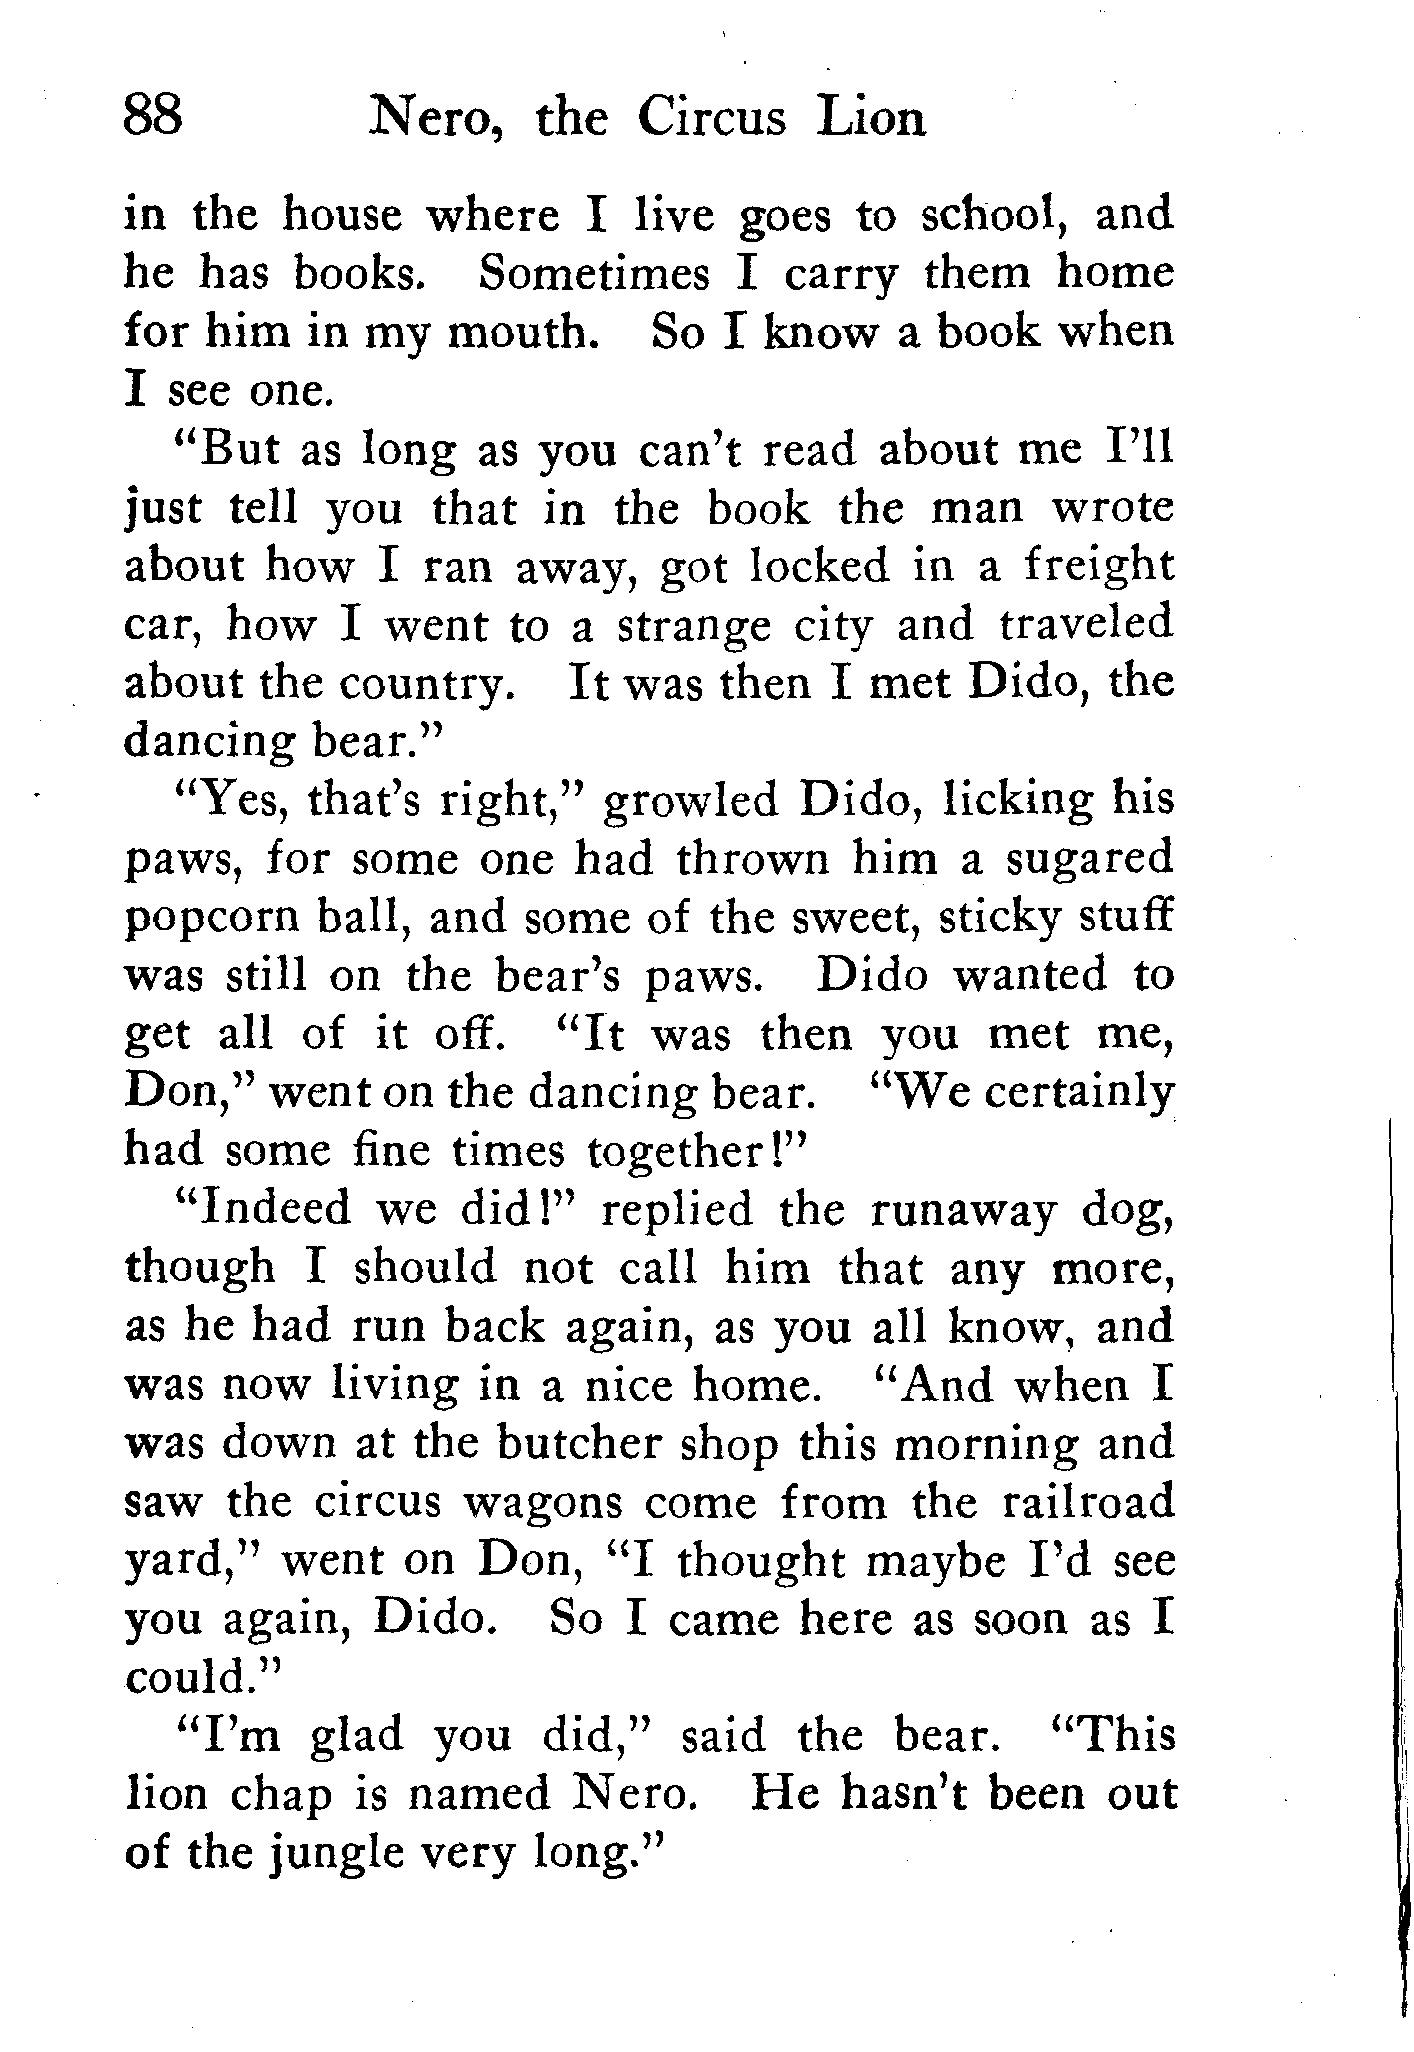 88 Nero, the Circus Lion
in the house where I live goes to school, and
he has books. Sometimes I carry them home
for him in my mouth. So I know a book when
I see one.
“But as long as you can’t read about me I’ll
just tell you that in the book the man wrote
about how I ran away, got locked in a freight
car, how I went to a strange city and traveled
about the country. It was then I met Dido, the
dancing bear.”
“Yes, that’s right,” growled Dido, licking his
paws, for some one had thrown him a sugared
popcorn ball, and some of the sweet, sticky stuff
was still on the bear’s paws. Dido wanted to
get all of it off. “It was then you met me,
Don,” went on the dancing bear. “We certainly
had some fine times together!”
“Indeed we did!” replied the runaway dog,
though I should not call him that any more,
as he had run back again, as you all know, and
was now living in a nice home. “And when I
was down at the butcher shop this morning and
saw the circus wagons come from the railroad
yard,” went on Don, “I thought maybe I’d see
you again, Dido. So I came here as soon as I
could.”
“I’m glad you did,” said the bear. “This
lion chap is named Nero. He hasn’t been out
of the jungle very long.”